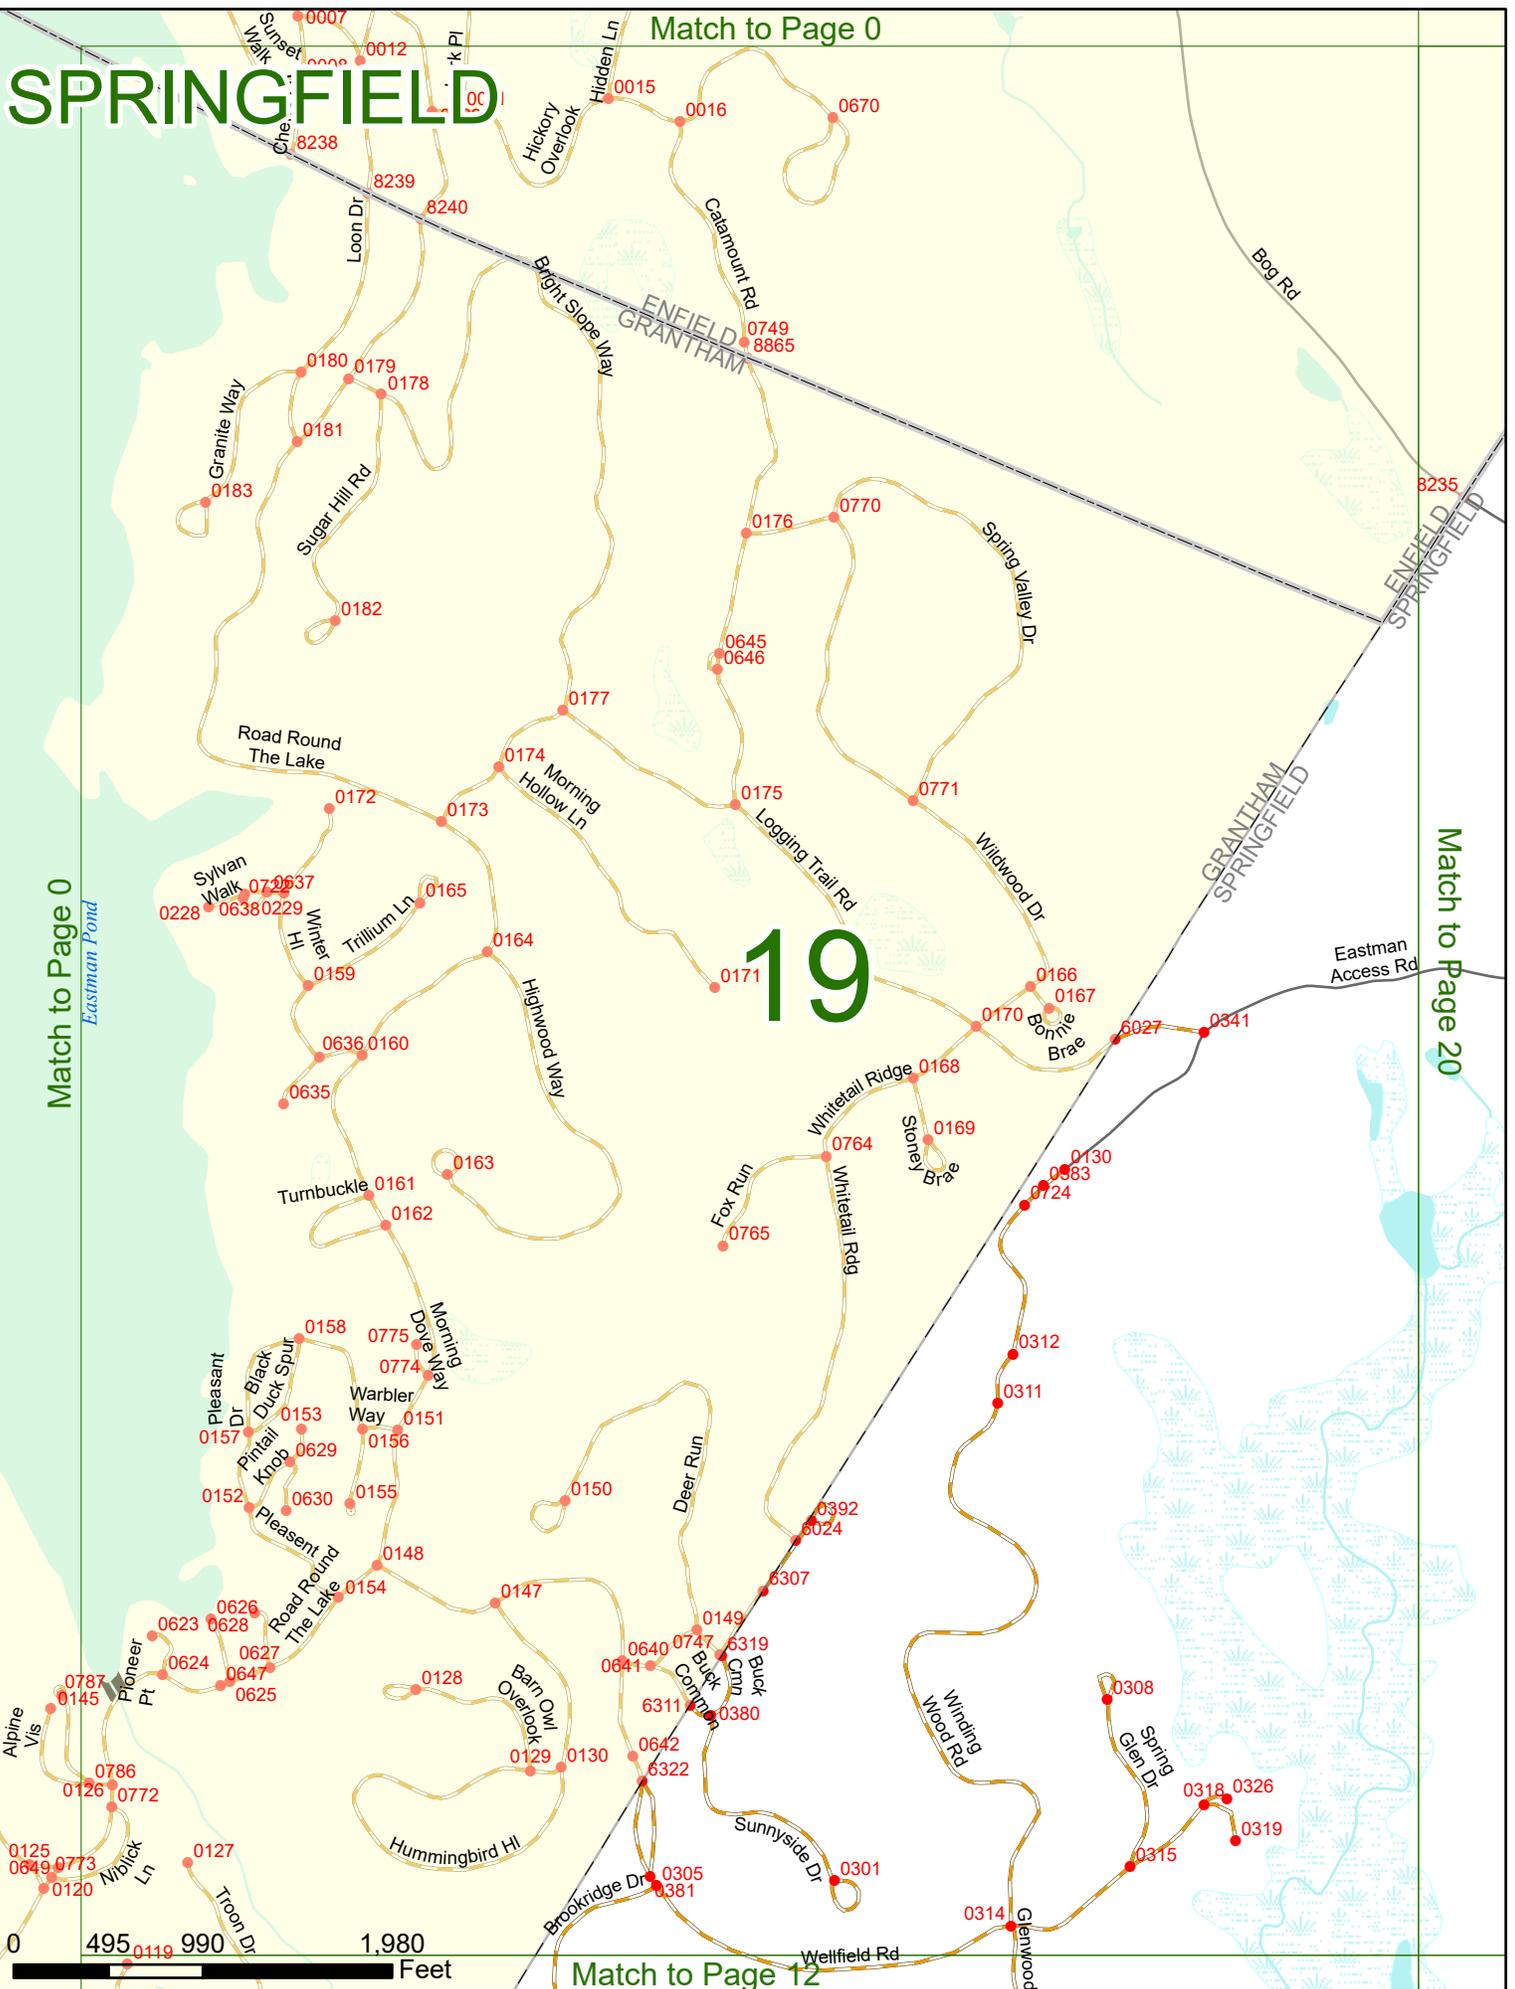 Match to Page 0
SPRINGFIELD
0007
Sunset
Walk
0012
Hidden Ln
0015
0016
0670
Hickory
Overlook
8238
8239
8240
Loon Dr
Catamount Rd
Bog Rd
Bright Slope Way
ENFIELD
GRANTHAM
0749
8865
0180
0179
0178
Granite Way
0181
0183
Sugar Hill Rd
8235
ENFIELD
SPRINGFIELD
0176
0770
Spring Valley Dr
0182
0645
0646
0177
Road Round
The Lake
0174
Morning
Hollow Ln
0172
0173
0175
0771
Logging Trail Rd
GRANTHAM
SPRINGFIELD
Wildwood Dr
Match to Page 20
Match to Page 0
Eastman Pond
Sylvan
Walk
0722
0637
0228
0638
0229
Winter
Hl
Trillium Ln
0165
0164
0159
0171
19
0166
0167
Bonnie
Brae
0170
6027
0341
Eastman
Access Rd
0636
0160
0635
Highwood Way
0168
Whitetail Ridge
0169
Stoney
Brae
0764
0163
Turnbuckle
0161
0162
Fox Run
0765
Whitetail Rdg
0130
0383
0724
0312
0311
0158
0775
0774
Morning
Dove Way
Black
Duck Spur
Pleasant
Dr
Warbler
Way
0151
0156
0157
0153
Pintail
Knob
0629
0152
0630
0155
0150
Deer Run
0392
6024
Pleasent
0148
0154
Road Round
The Lake
0147
6307
0626
0628
0623
0149
0747
6319
0640
0641
0627
0624
0647
0625
Pioneer
Pt
0787
0145
Alpine
Vis
0128
Barn Owl
Overlook
Buck
Common
Buck
Cmn
6311
0380
0308
Winding
Wood Rd
Spring
Glen Dr
0642
0129
0130
6322
0786
0126
0772
0318
0326
0319
Hummingbird Hl
Sunnyside Dr
0125
0649
0773
0120
Niblick
Ln
0127
Troon Dr
0305
0381
Brookridge Dr
0301
0315
0314
Glenwood
Wellfield Rd
0119
0
495
990
1,980
Feet
Match to Page 12